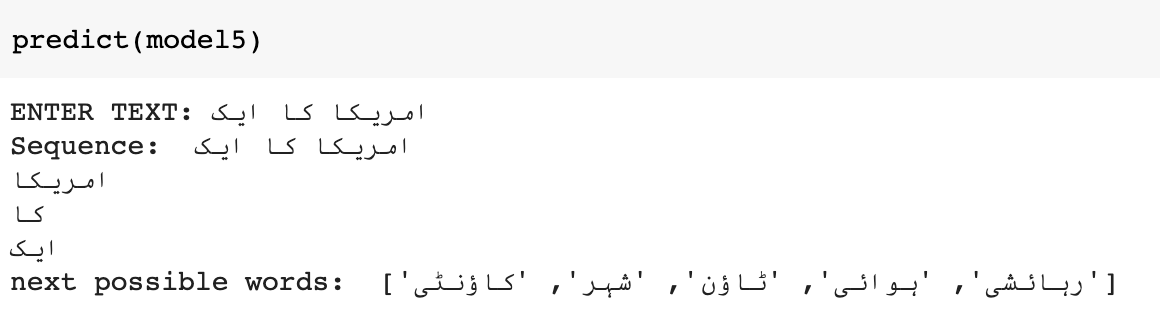 predict(model5)
ENTER TEXT: امریکا کا ایک
Sequence:  امریکا کا ایک
امریکا
کا
ایک
next possible words:  ['رہائشی', 'ہوائی', 'ٹاؤن', 'شہر', 'کاؤنٹی']